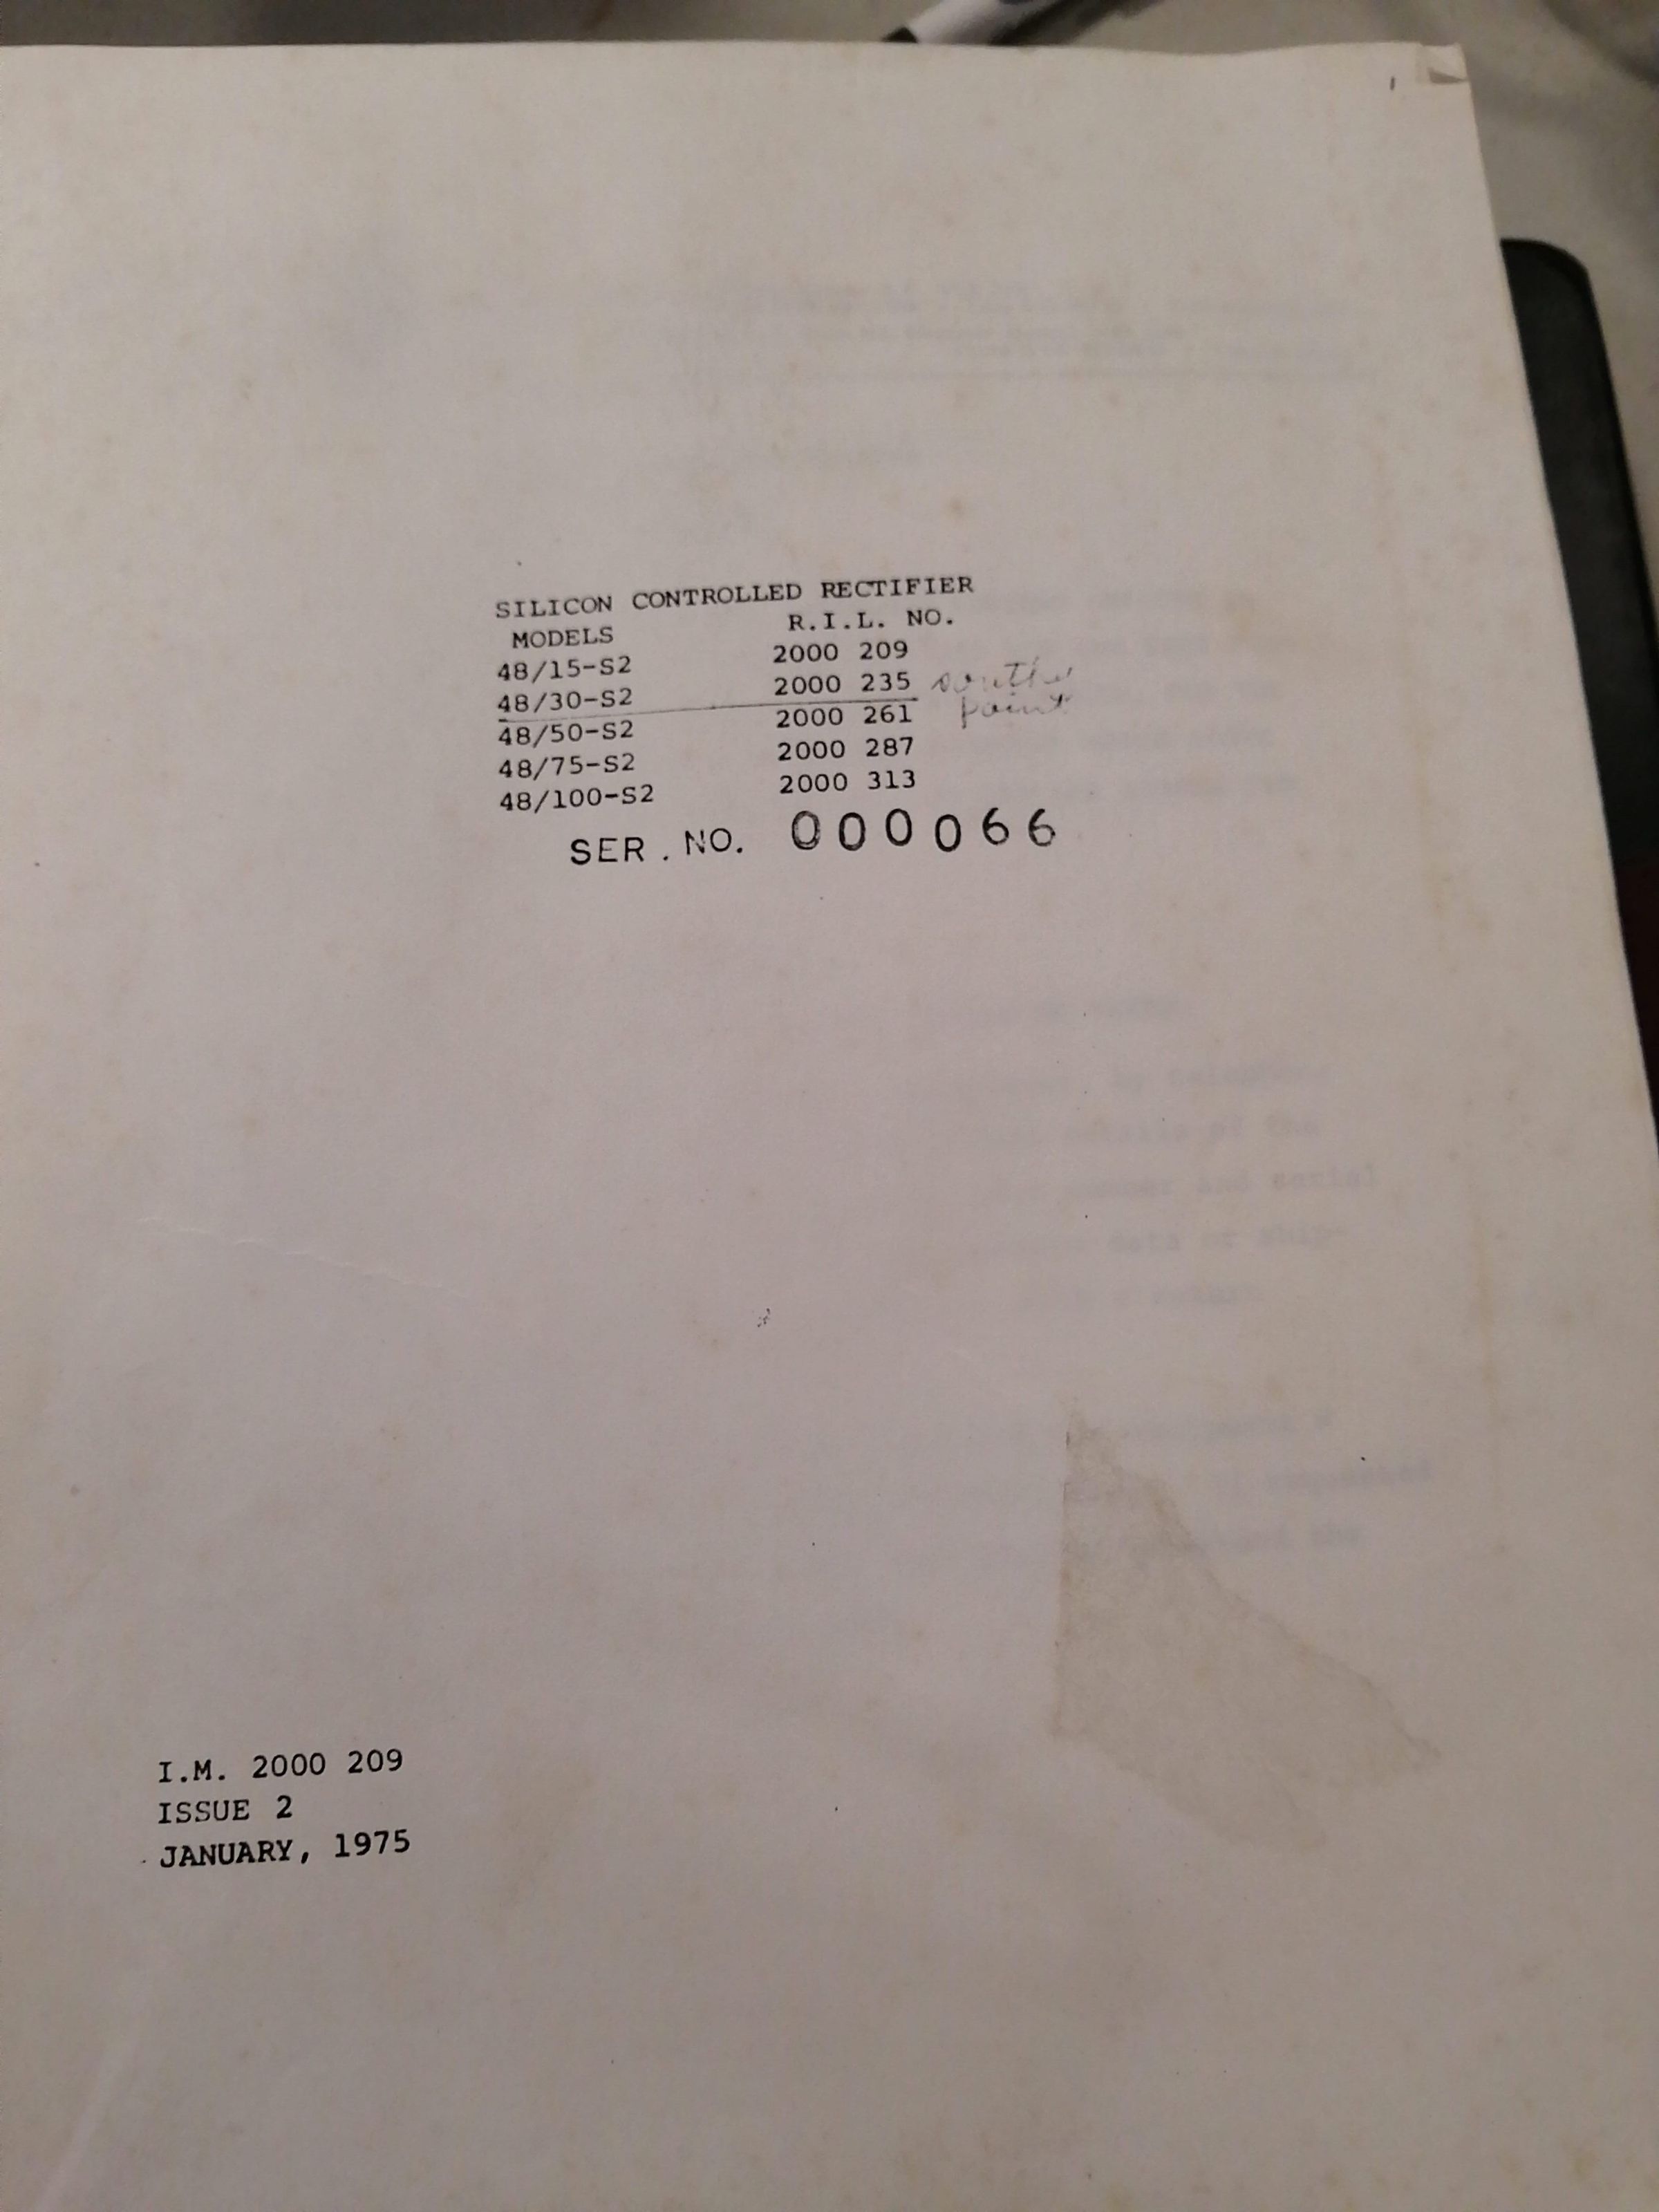 SILICON CONTROLLED RECTIFIER
MODELS R.I.L. NO.
48/15-S2 2000 209
48/30-S2 2000 235 south point
48/50-S2 2000 261
48/75-S2 2000 287
48/100-S2 2000 313
SER. NO. 000066
I.M. 2000 209
ISSUE 2
JANUARY, 1975